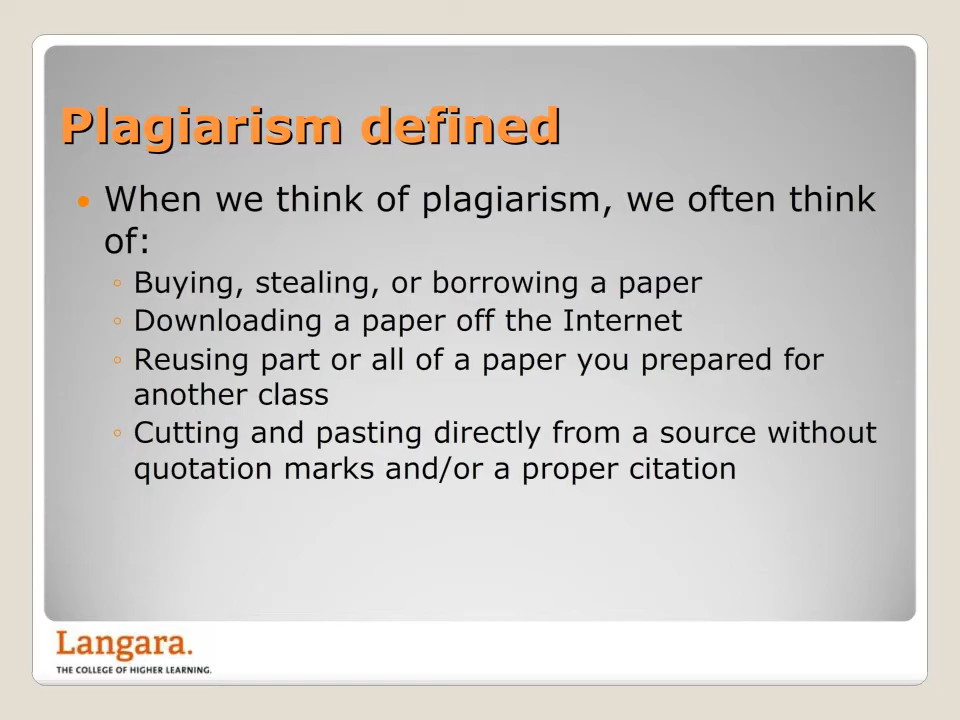 Plagiarism defined
• When we think of plagiarism, we often think
of:
◦ Buying, stealing, or borrowing a paper
◦ Downloading a paper off the Internet
◦ Reusing part or all of a paper you prepared for
another class
◦ Cutting and pasting directly from a source without
quotation marks and/or a proper citation
Langara.
THE COLLEGE OF HIGHER LEARNING.